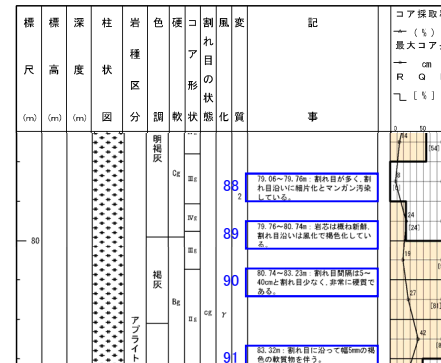 標尺(m)
標高(m)
深度(m)
柱状図
岩種区分
色調
硬軟
コア形状
割れ目の状態
風化
変質
記事
コア採取
(%)
最大コア
cm
R Q
[%]
0 50
14
[54]
明褐灰
Cg
Ⅲg
88
2
79.06～79.76m：割れ目が多く、割
れ目沿いに細片化とマンガン汚染
している。
8
[0]
Ⅳg
89
79.76～80.74m：岩芯は概ね新鮮、
割れ目沿いは風化で褐色化してい
る。
24
[24]
80
Ⅲg
褐灰
90
80.74～83.23m：割れ目間隔は5～
40cmと割れ目少なく、非常に硬質で
ある。
19
27
[81]
Bg
Ⅱg
cg
γ
アプライト
42
91
83.32m：割れ目に沿って幅5mmの褐
色の軟質物を伴う。